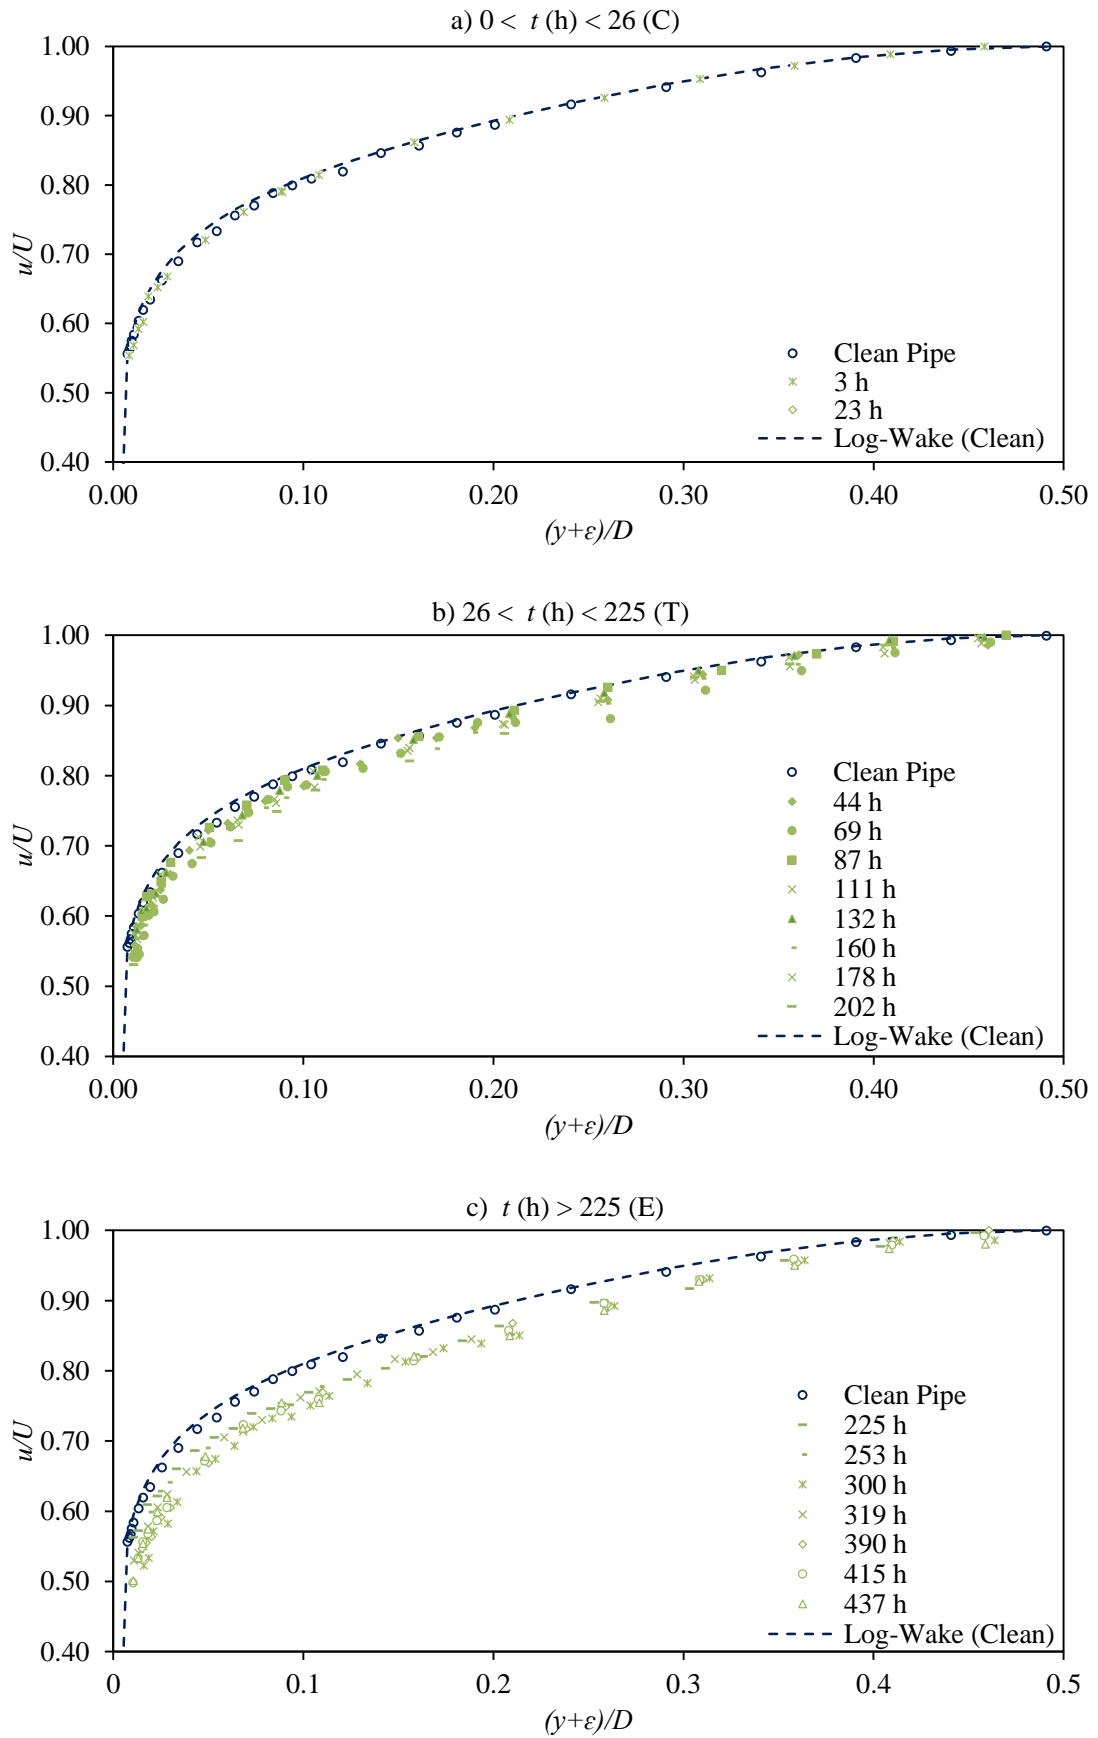 a) 0 < t (h) < 26 (C)
1.00
0.90
0.80
0.70
0.60
0.50
0.40
u/U
Clean Pipe
3 h
23 h
Log-Wake (Clean)
0.00 0.10 0.20 0.30 0.40 0.50
(y+ε)/D
b) 26 < t (h) < 225 (T)
1.00
0.90
0.80
0.70
0.60
0.50
0.40
u/U
Clean Pipe
44 h
69 h
87 h
111 h
132 h
160 h
178 h
202 h
Log-Wake (Clean)
0.00 0.10 0.20 0.30 0.40 0.50
(y+ε)/D
c) t (h) > 225 (E)
1.00
0.90
0.80
0.70
0.60
0.50
0.40
u/U
Clean Pipe
225 h
253 h
300 h
319 h
390 h
415 h
437 h
Log-Wake (Clean)
0 0.1 0.2 0.3 0.4 0.5
(y+ε)/D